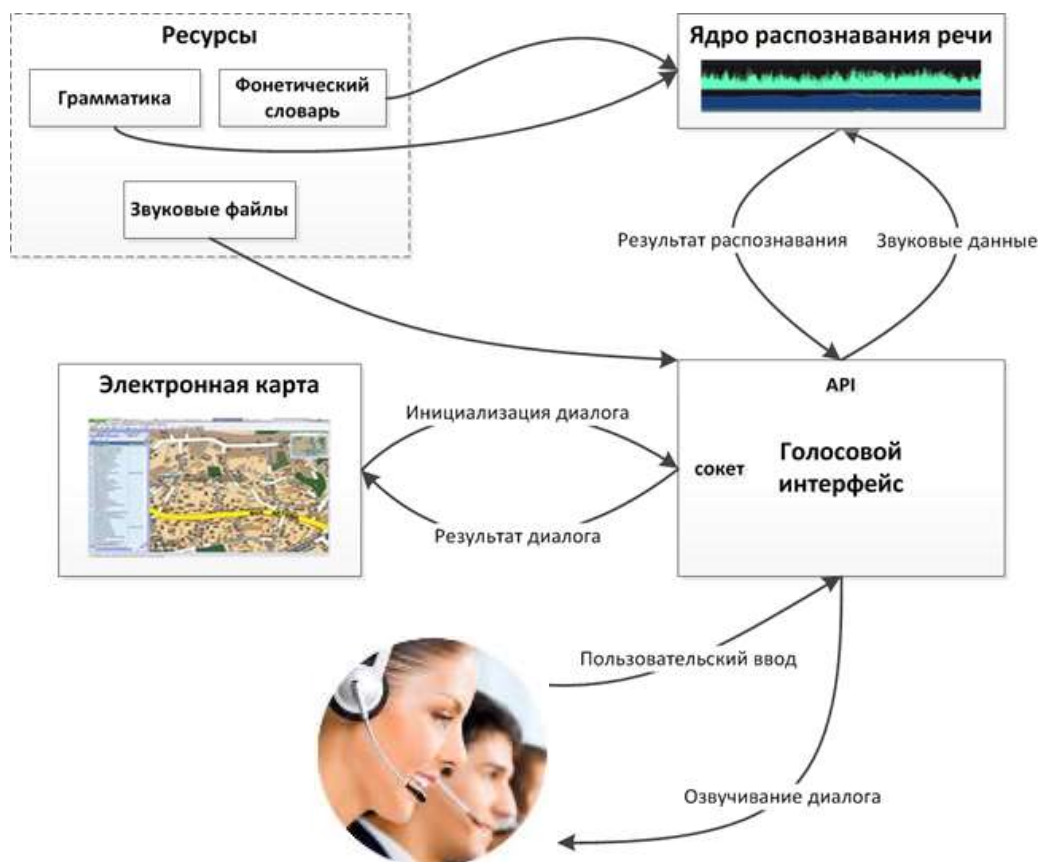 Ресурсы
Грамматика
Фонетический
словарь
Звуковые файлы
Ядро распознавания речи
Результат распознавания
Звуковые данные
Электронная карта
Инициализация диалога
Результат диалога
API
сокет
Голосовой
интерфейс
Пользовательский ввод
Озвучивание диалога